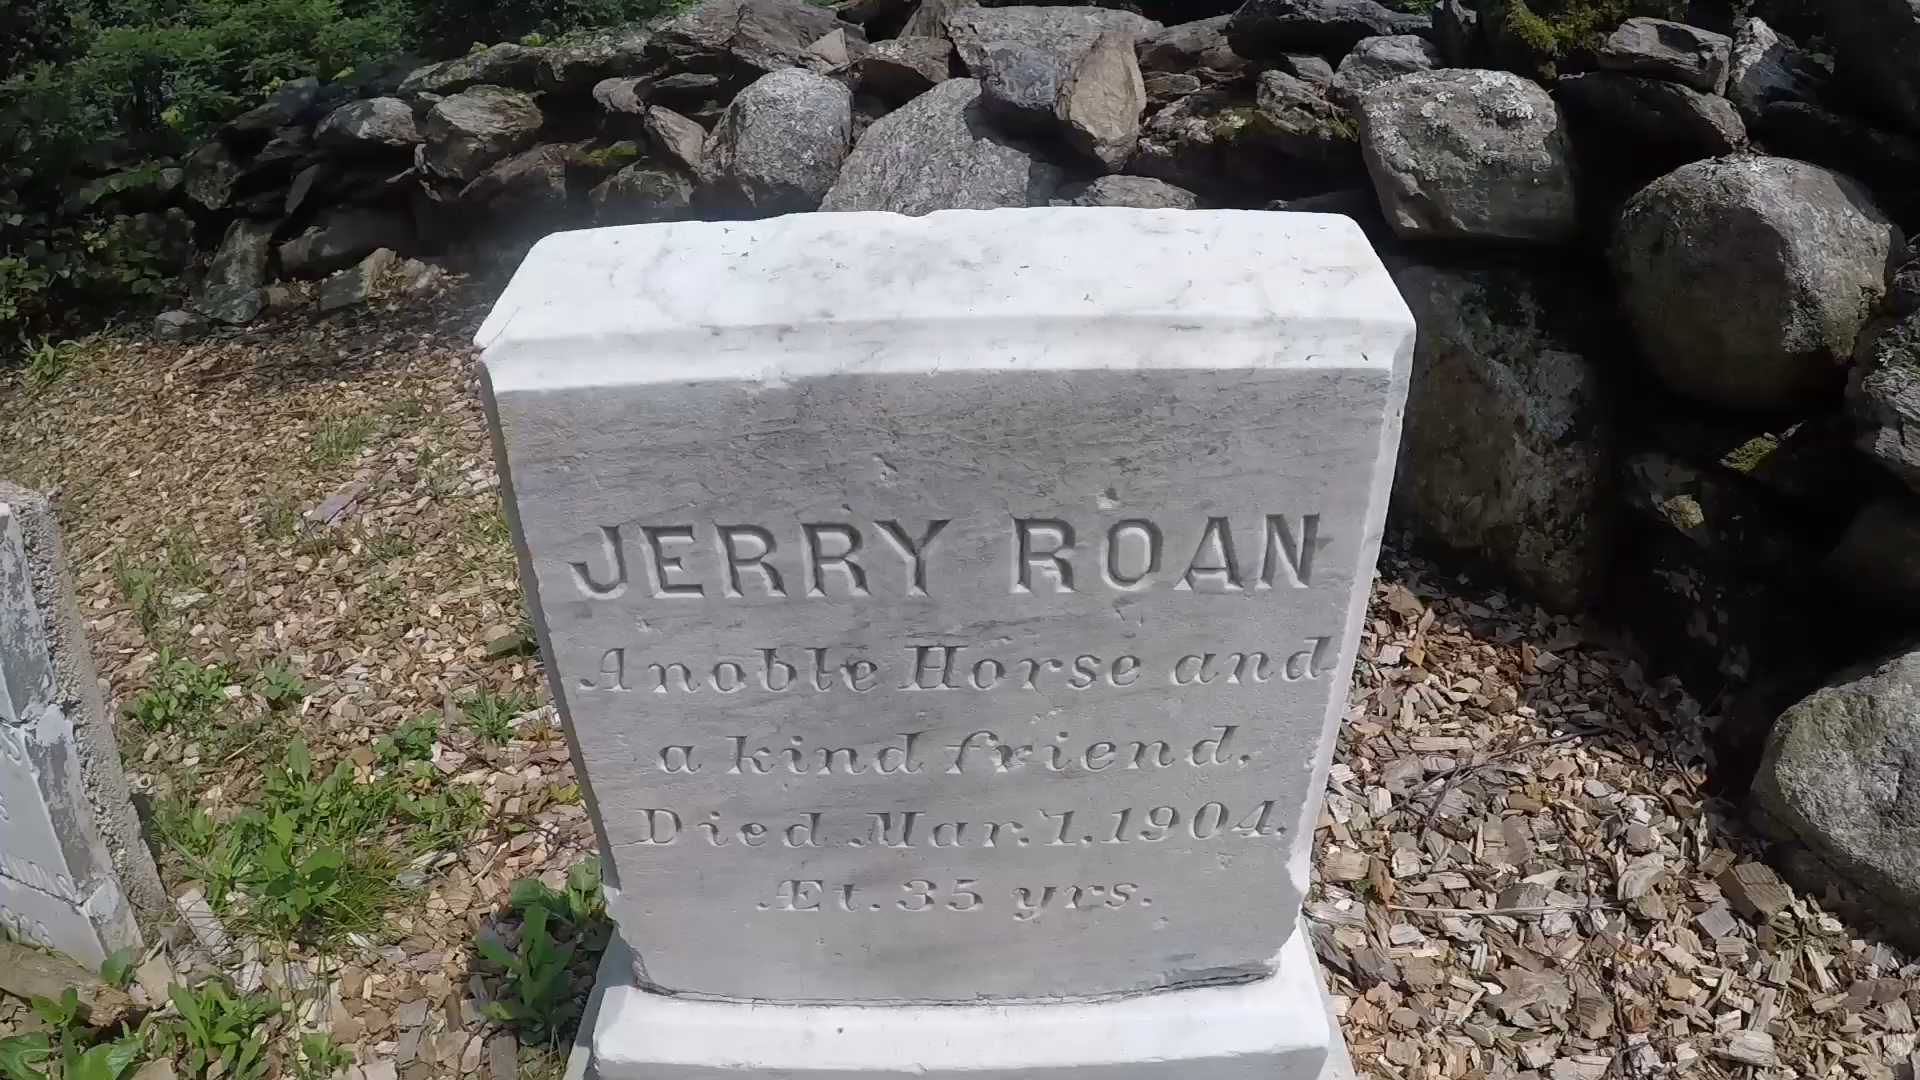 JERRY ROAN
A noble Horse and
a kind friend.
Died Mar. 1. 1904.
Æt. 35 yrs.